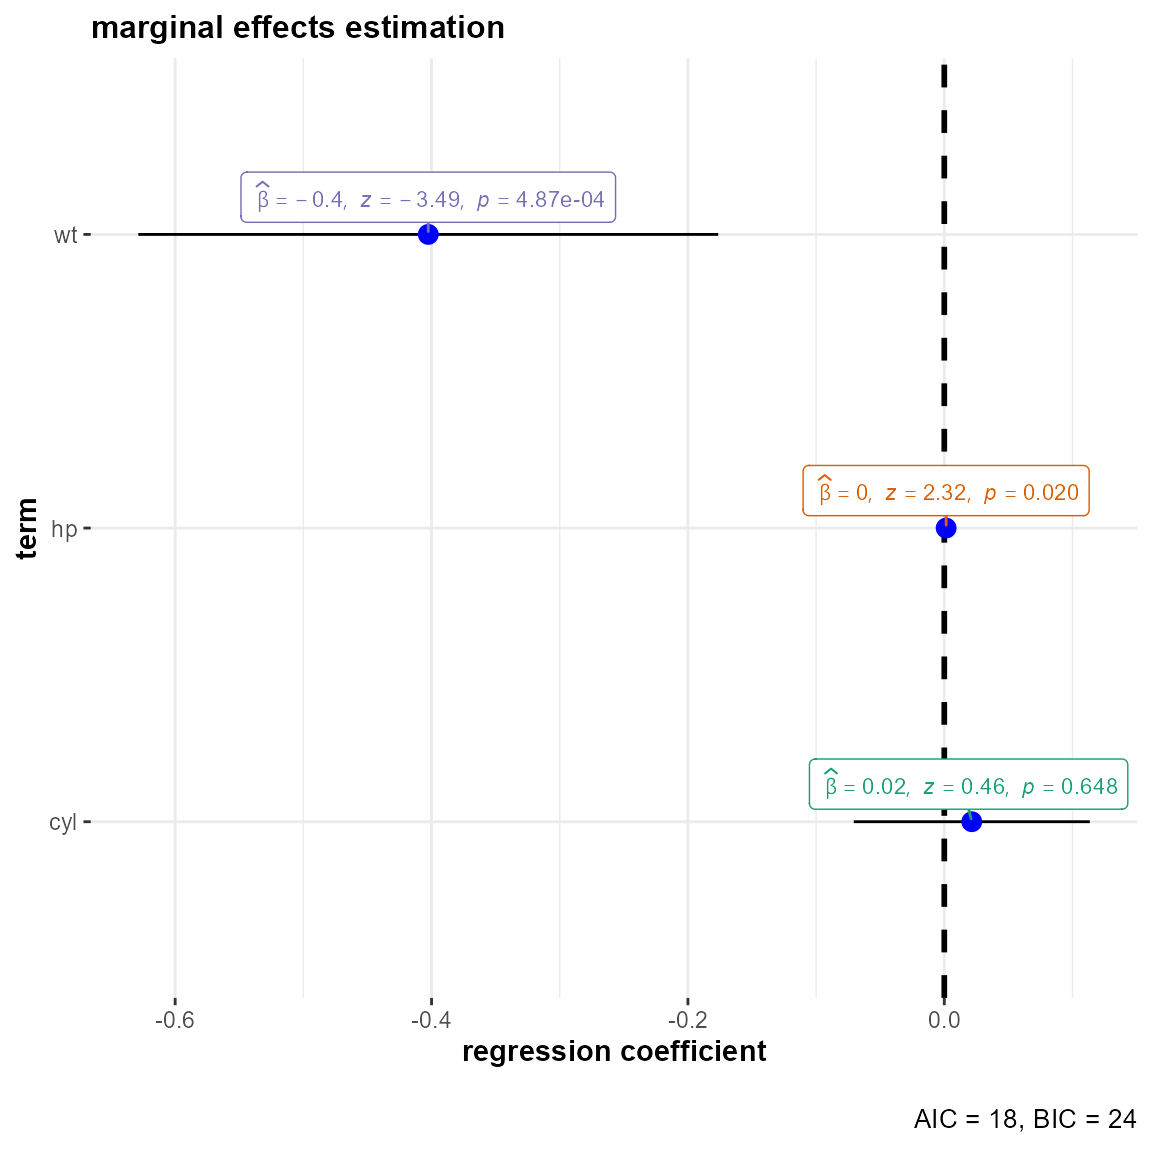 marginal effects estimation
β̂ = − 0.4, z = − 3.49, p = 4.87e-04
wt
β̂ = 0, z = 2.32, p = 0.020
term
hp
β̂ = 0.02, z = 0.46, p = 0.648
cyl
-0.6 -0.4 -0.2 0.0
regression coefficient
AIC = 18, BIC = 24